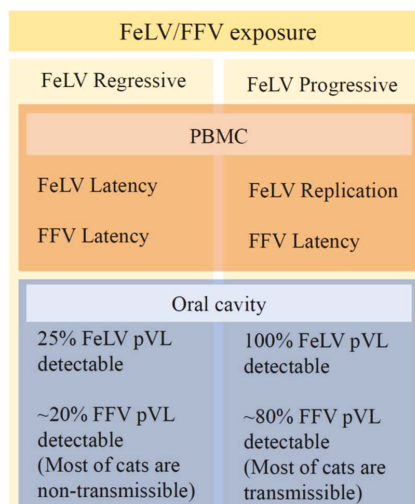 FeLV/FFV exposure
FeLV Regressive
FeLV Progressive
PBMC
FeLV Latency
FFV Latency
FeLV Replication
FFV Latency
Oral cavity
25% FeLV pVL
detectable
~20% FFV pVL
detectable
(Most of cats are
non-transmissible)
100% FeLV pVL
detectable
~80% FFV pVL
detectable
(Most of cats are
transmissible)